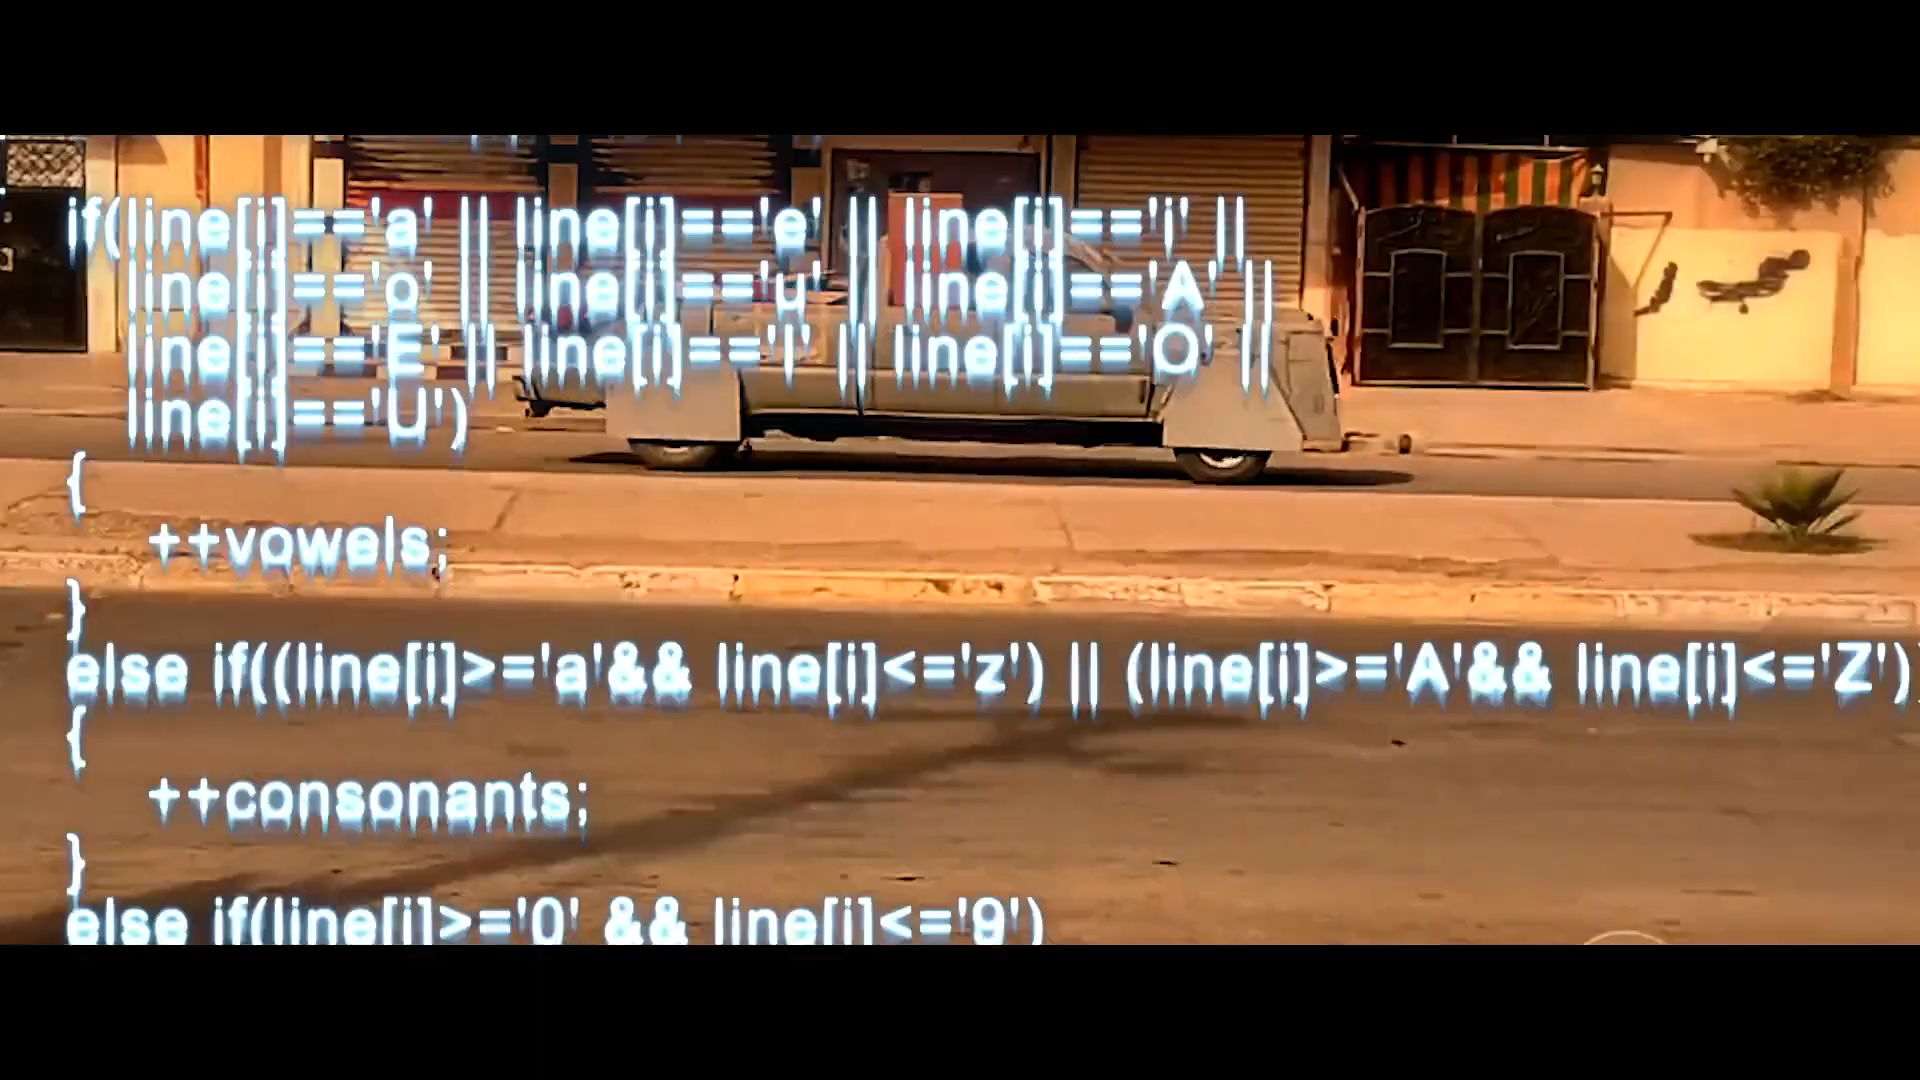 if(line[i]=='a' || line[i]=='e' || line[i]=='i' ||
line[i]=='o' || line[i]=='u' || line[i]=='A' ||
line[i]=='E' || line[i]=='I' || line[i]=='O' ||
line[i]=='U')
{
++vowels;
}
else if((line[i]>='a'&& line[i]<='z') || (line[i]>='A'&& line[i]<='Z'))
{
++consonants;
}
else if(line[i]>='0' && line[i]<='9')